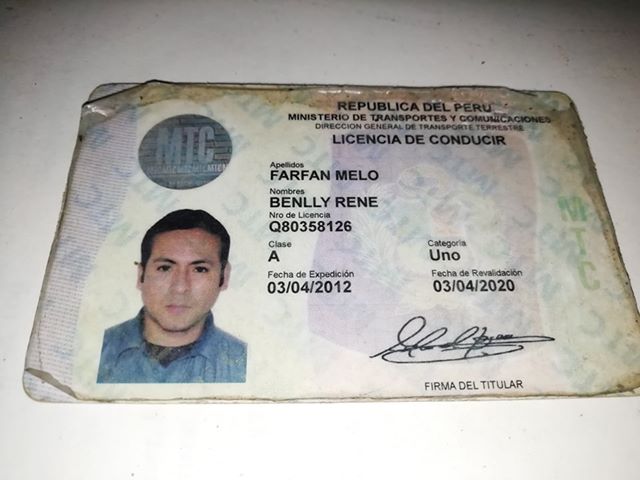 REPUBLICA DEL PERU
MINISTERIO DE TRANSPORTES Y COMUNICACIONES
DIRECCION GENERAL DE TRANSPORTE TERRESTRE
LICENCIA DE CONDUCIR
MTC
Apellidos
FARFAN MELO
Nombres
BENLLY RENE
Nro de Licencia
Q80358126
Clase
A
Categoria
Uno
Fecha de Expedición
03/04/2012
Fecha de Revalidación
03/04/2020
FIRMA DEL TITULAR
MTC